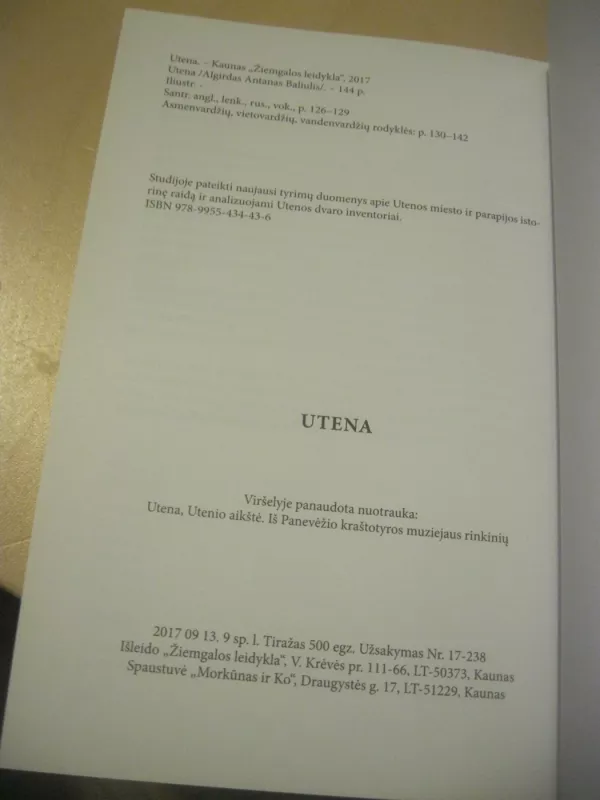 Utena. – Kaunas „Žiemgalos leidykla“, 2017
Utena /Algirdas Antanas Baliulis/. – 144 p.
Iliustr .
Santr. angl., lenk., rus., vok., p. 126–129
Asmenvardžių, vietovardžių, vandenvardžių rodyklės: p. 130–142
Studijoje pateikti naujausi tyrimų duomenys apie Utenos miesto ir parapijos isto-
rinę raidą ir analizuojami Utenos dvaro inventoriai.
ISBN 978-9955-434-43-6
UTENA
Viršelyje panaudota nuotrauka:
Utena, Utenio aikštė. Iš Panevėžio kraštotyros muziejaus rinkinių
2017 09 13. 9 sp. l. Tiražas 500 egz. Užsakymas Nr. 17-238
Išleido „Žiemgalos leidykla“, V. Krėvės pr. 111-66, LT-50373, Kaunas
Spaustuvė „Morkūnas ir Ko“, Draugystės g. 17, LT-51229, Kaunas